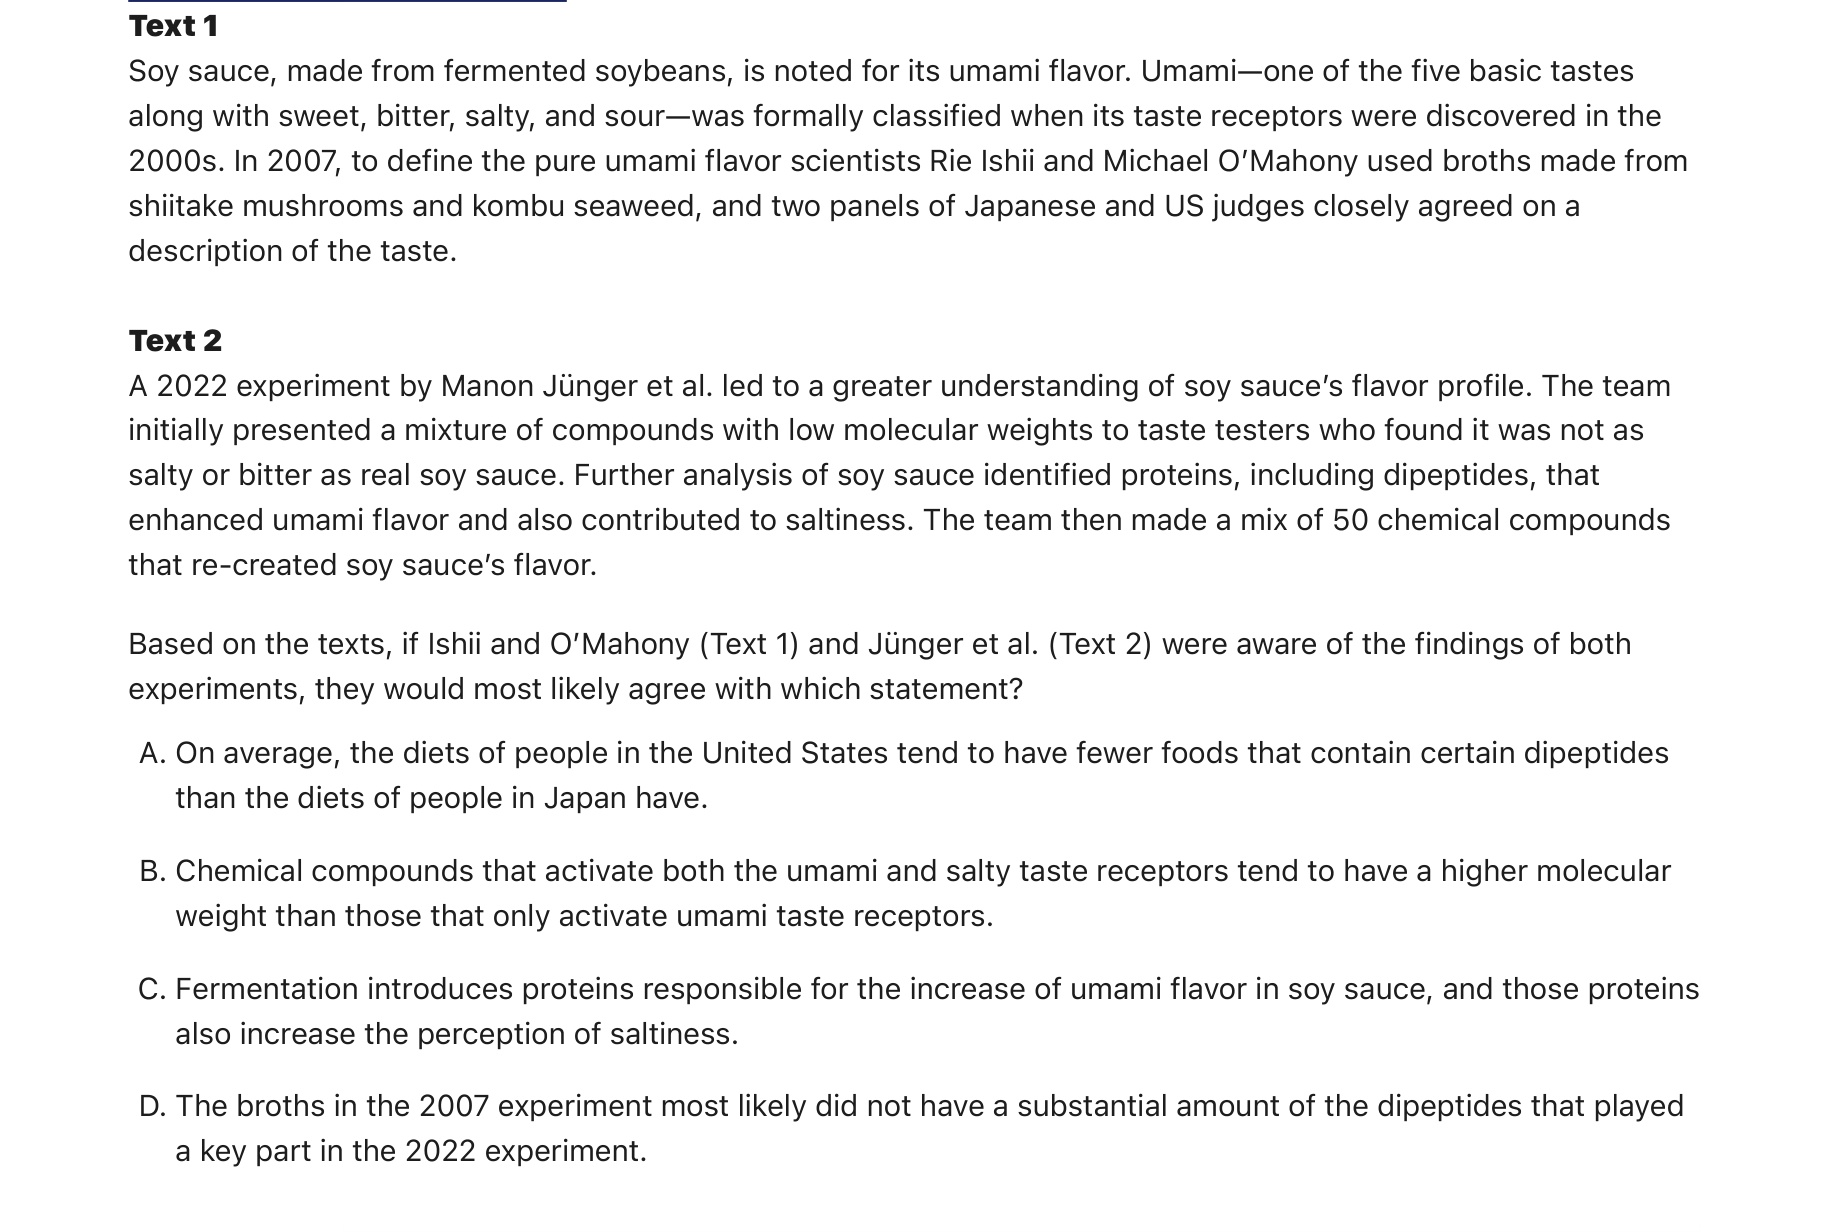 Text 1
Soy sauce, made from fermented soybeans, is noted for its umami flavor. Umami—one of the five basic tastes
along with sweet, bitter, salty, and sour—was formally classified when its taste receptors were discovered in the
2000s. In 2007, to define the pure umami flavor scientists Rie Ishii and Michael O’Mahony used broths made from
shiitake mushrooms and kombu seaweed, and two panels of Japanese and US judges closely agreed on a
description of the taste.
Text 2
A 2022 experiment by Manon Jünger et al. led to a greater understanding of soy sauce’s flavor profile. The team
initially presented a mixture of compounds with low molecular weights to taste testers who found it was not as
salty or bitter as real soy sauce. Further analysis of soy sauce identified proteins, including dipeptides, that
enhanced umami flavor and also contributed to saltiness. The team then made a mix of 50 chemical compounds
that re-created soy sauce’s flavor.
Based on the texts, if Ishii and O’Mahony (Text 1) and Jünger et al. (Text 2) were aware of the findings of both
experiments, they would most likely agree with which statement?
A. On average, the diets of people in the United States tend to have fewer foods that contain certain dipeptides
than the diets of people in Japan have.
B. Chemical compounds that activate both the umami and salty taste receptors tend to have a higher molecular
weight than those that only activate umami taste receptors.
C. Fermentation introduces proteins responsible for the increase of umami flavor in soy sauce, and those proteins
also increase the perception of saltiness.
D. The broths in the 2007 experiment most likely did not have a substantial amount of the dipeptides that played
a key part in the 2022 experiment.